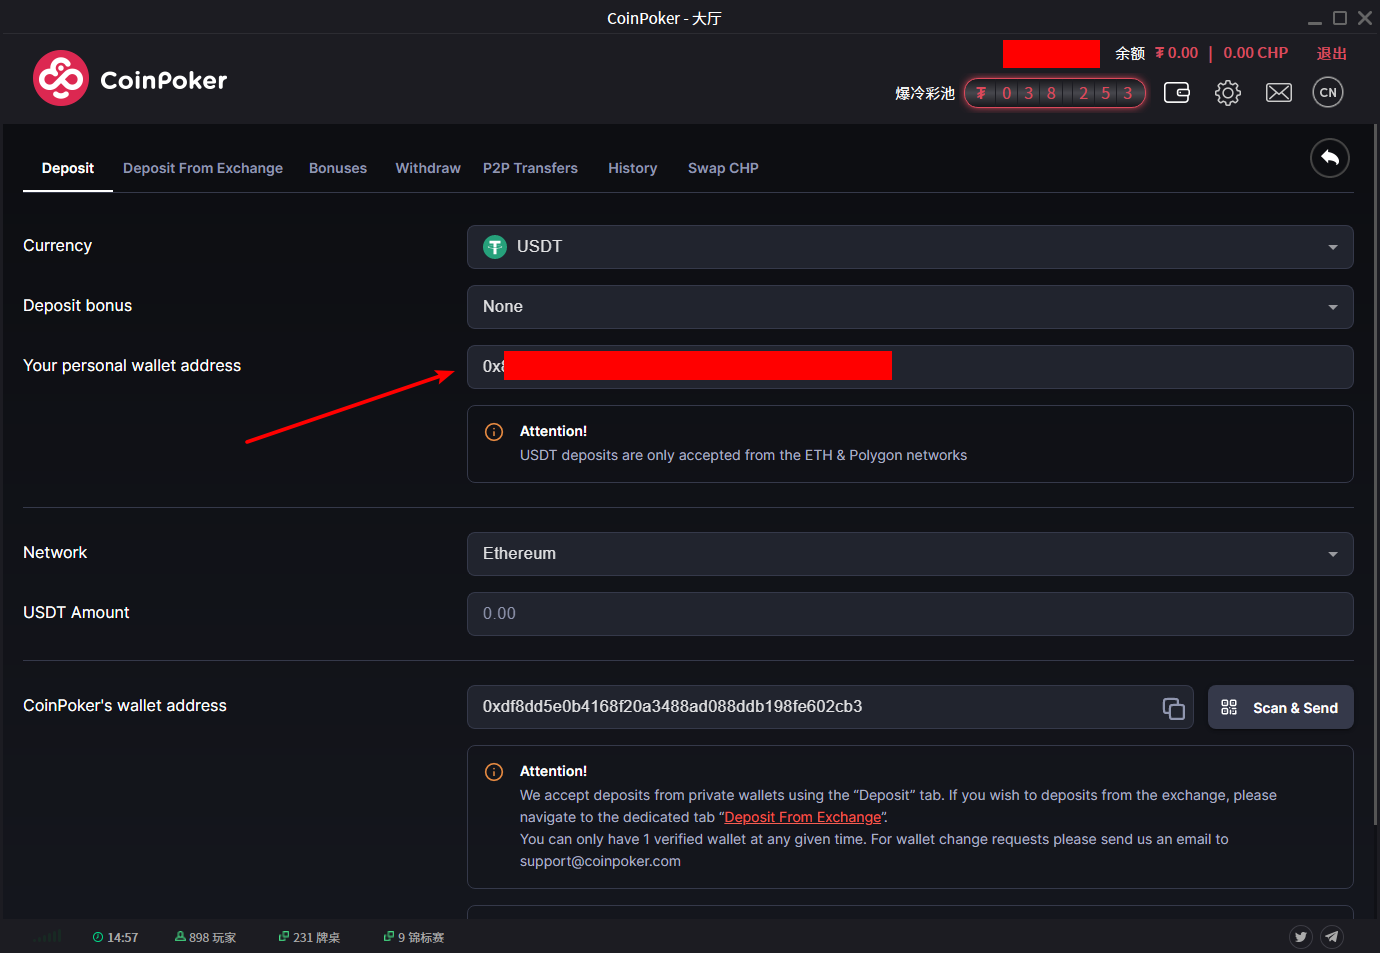 CoinPoker - 大厅
CoinPoker
余额 ₮ 0.00 | 0.00 CHP 退出
爆冷彩池 ₮ 0 3 8 2 5 3
CN
Deposit Deposit From Exchange Bonuses Withdraw P2P Transfers History Swap CHP
Currency USDT
Deposit bonus None
Your personal wallet address 0x8
Attention!
USDT deposits are only accepted from the ETH & Polygon networks
Network Ethereum
USDT Amount 0.00
CoinPoker's wallet address 0xdf8dd5e0b4168f20a3488ad088ddb198fe602cb3 Scan & Send
Attention!
We accept deposits from private wallets using the “Deposit” tab. If you wish to deposits from the exchange, please
navigate to the dedicated tab “Deposit From Exchange”.
You can only have 1 verified wallet at any given time. For wallet change requests please send us an email to
support@coinpoker.com
14:57 898 玩家 231 牌桌 9 锦标赛